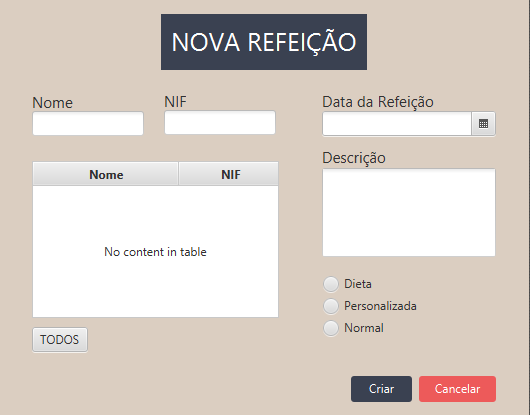 NOVA REFEIÇÃO
Nome
NIF
Nome NIF
No content in table
TODOS
Data da Refeição
Descrição
Dieta
Personalizada
Normal
Criar
Cancelar